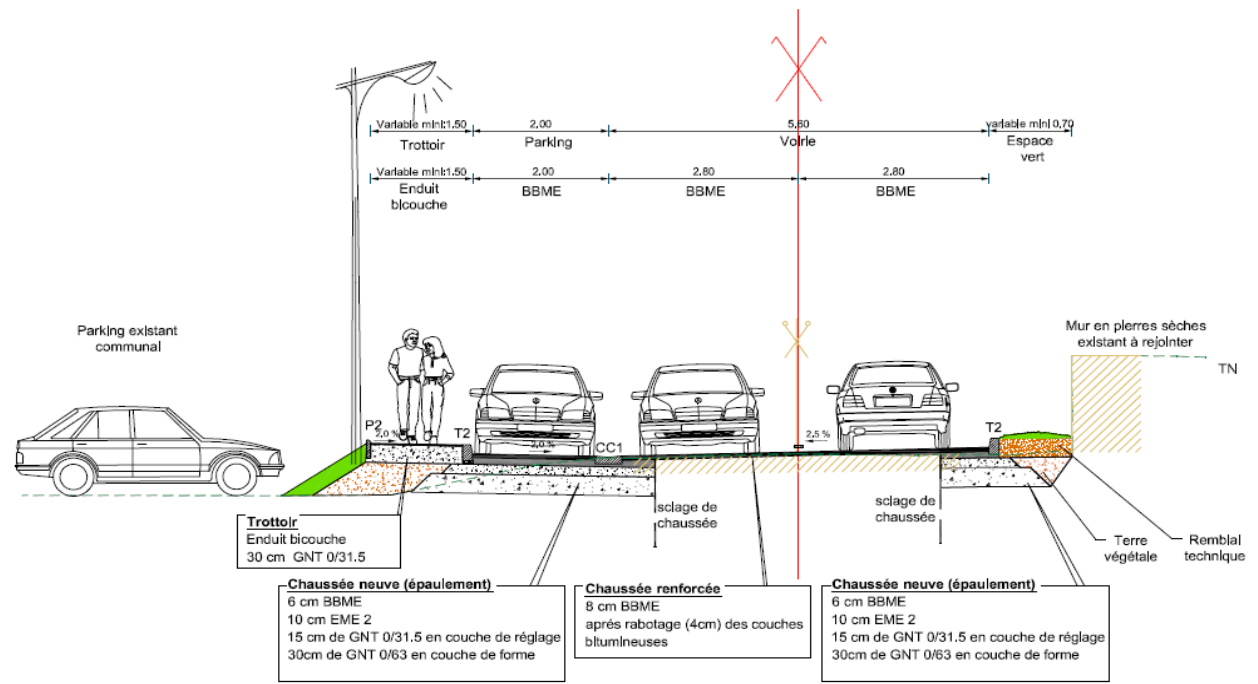 Variable mini:1.50
2.00
5.60
variable mini 0.70
Trottoir
Parking
Voirie
Espace
vert
Variable mini:1.50
2.00
2.80
2.80
Enduit
bicouche
BBME
BBME
BBME
Parking existant
communal
Mur en pierres sèches
existant à rejointer
TN
P2
2,0 %
T2
2,0 %
CC1
2,5 %
T2
sciage de
chaussée
sciage de
chaussée
Terre
végétale
Remblai
technique
Trottoir
Enduit bicouche
30 cm GNT 0/31.5
Chaussée neuve (épaulement)
6 cm BBME
10 cm EME 2
15 cm de GNT 0/31.5 en couche de réglage
30cm de GNT 0/63 en couche de forme
Chaussée renforcée
8 cm BBME
aprés rabotage (4cm) des couches
bitumineuses
Chaussée neuve (épaulement)
6 cm BBME
10 cm EME 2
15 cm de GNT 0/31.5 en couche de réglage
30cm de GNT 0/63 en couche de forme